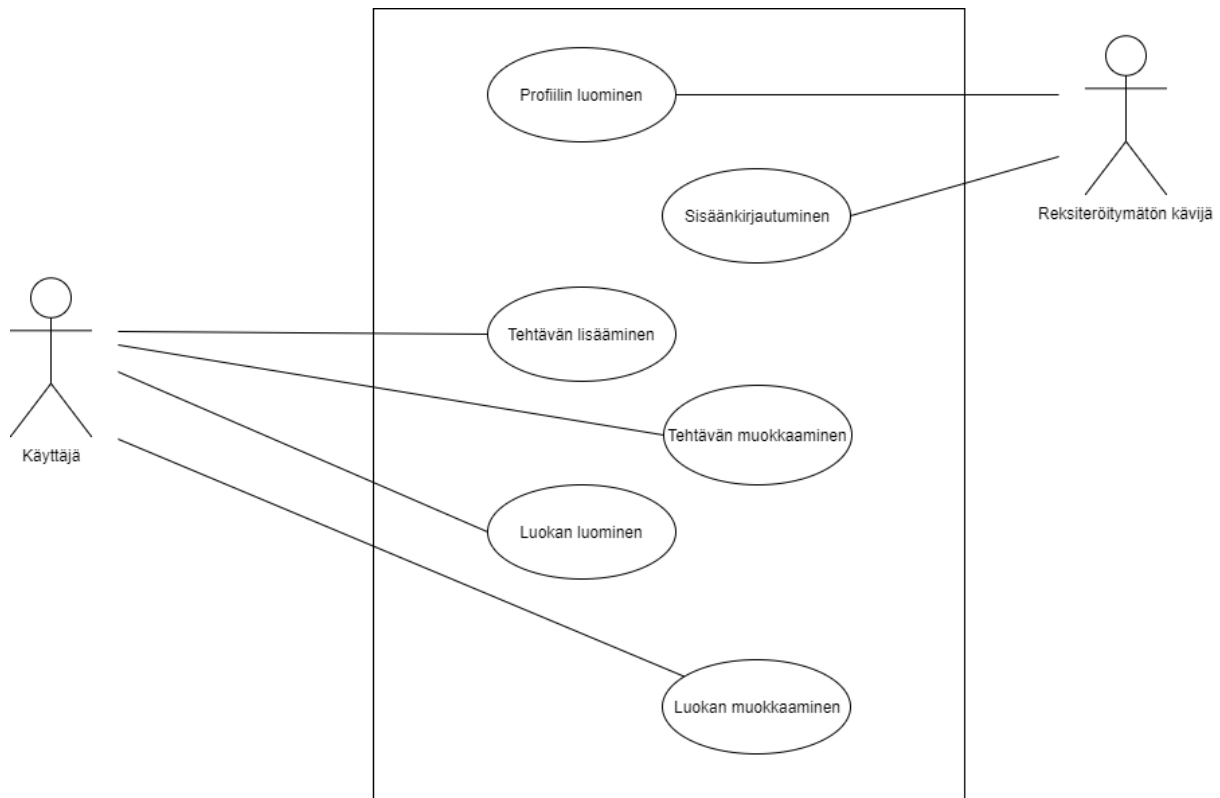 Profiilin luominen
Sisäänkirjautuminen
Reksiteröitymätön kävijä
Tehtävän lisääminen
Tehtävän muokkaaminen
Käyttäjä
Luokan luominen
Luokan muokkaaminen